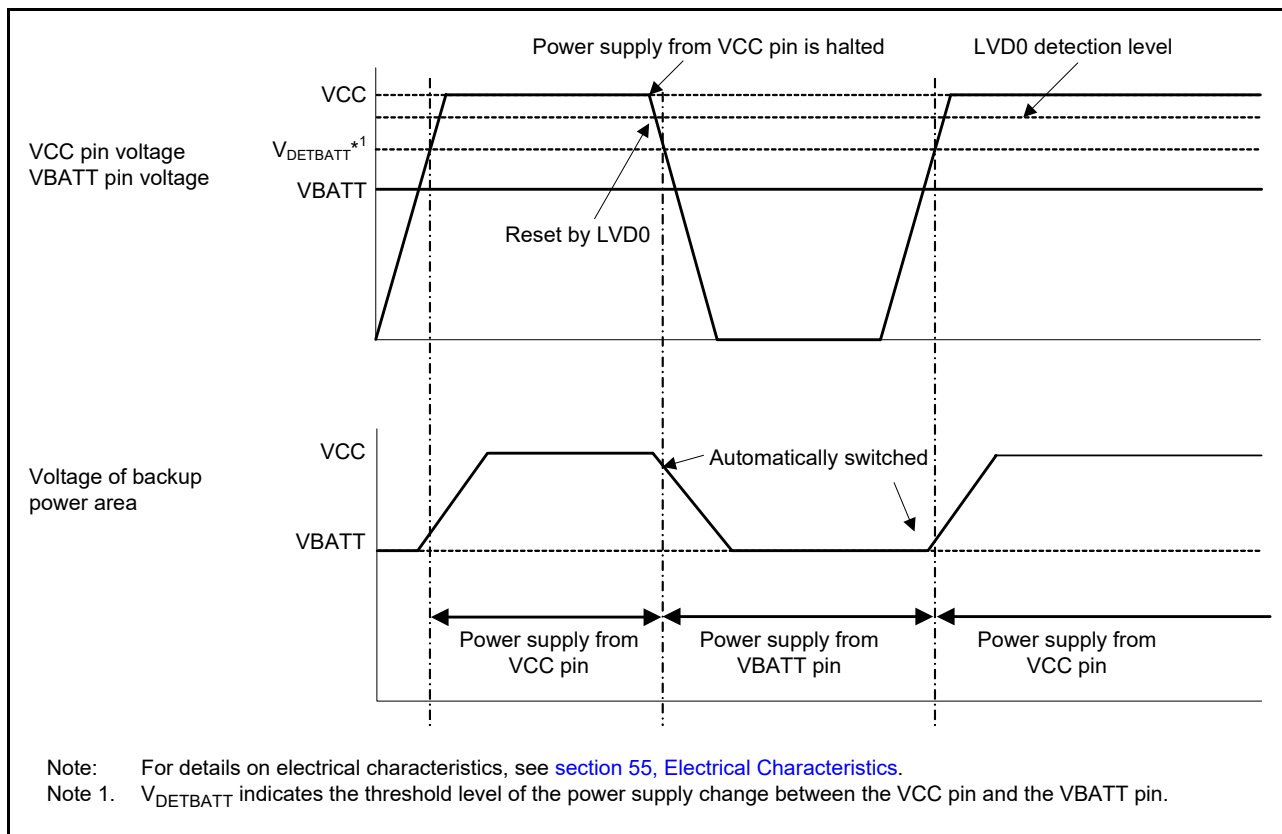 Power supply from VCC pin is halted
LVD0 detection level
VCC
VCC pin voltage
VBATT pin voltage
VDETBATT*1
VBATT
Reset by LVD0
VCC
Voltage of backup
power area
Automatically switched
VBATT
Power supply from
VCC pin
Power supply from
VBATT pin
Power supply from
VCC pin
Note: For details on electrical characteristics, see section 55, Electrical Characteristics.
Note 1. VDETBATT indicates the threshold level of the power supply change between the VCC pin and the VBATT pin.